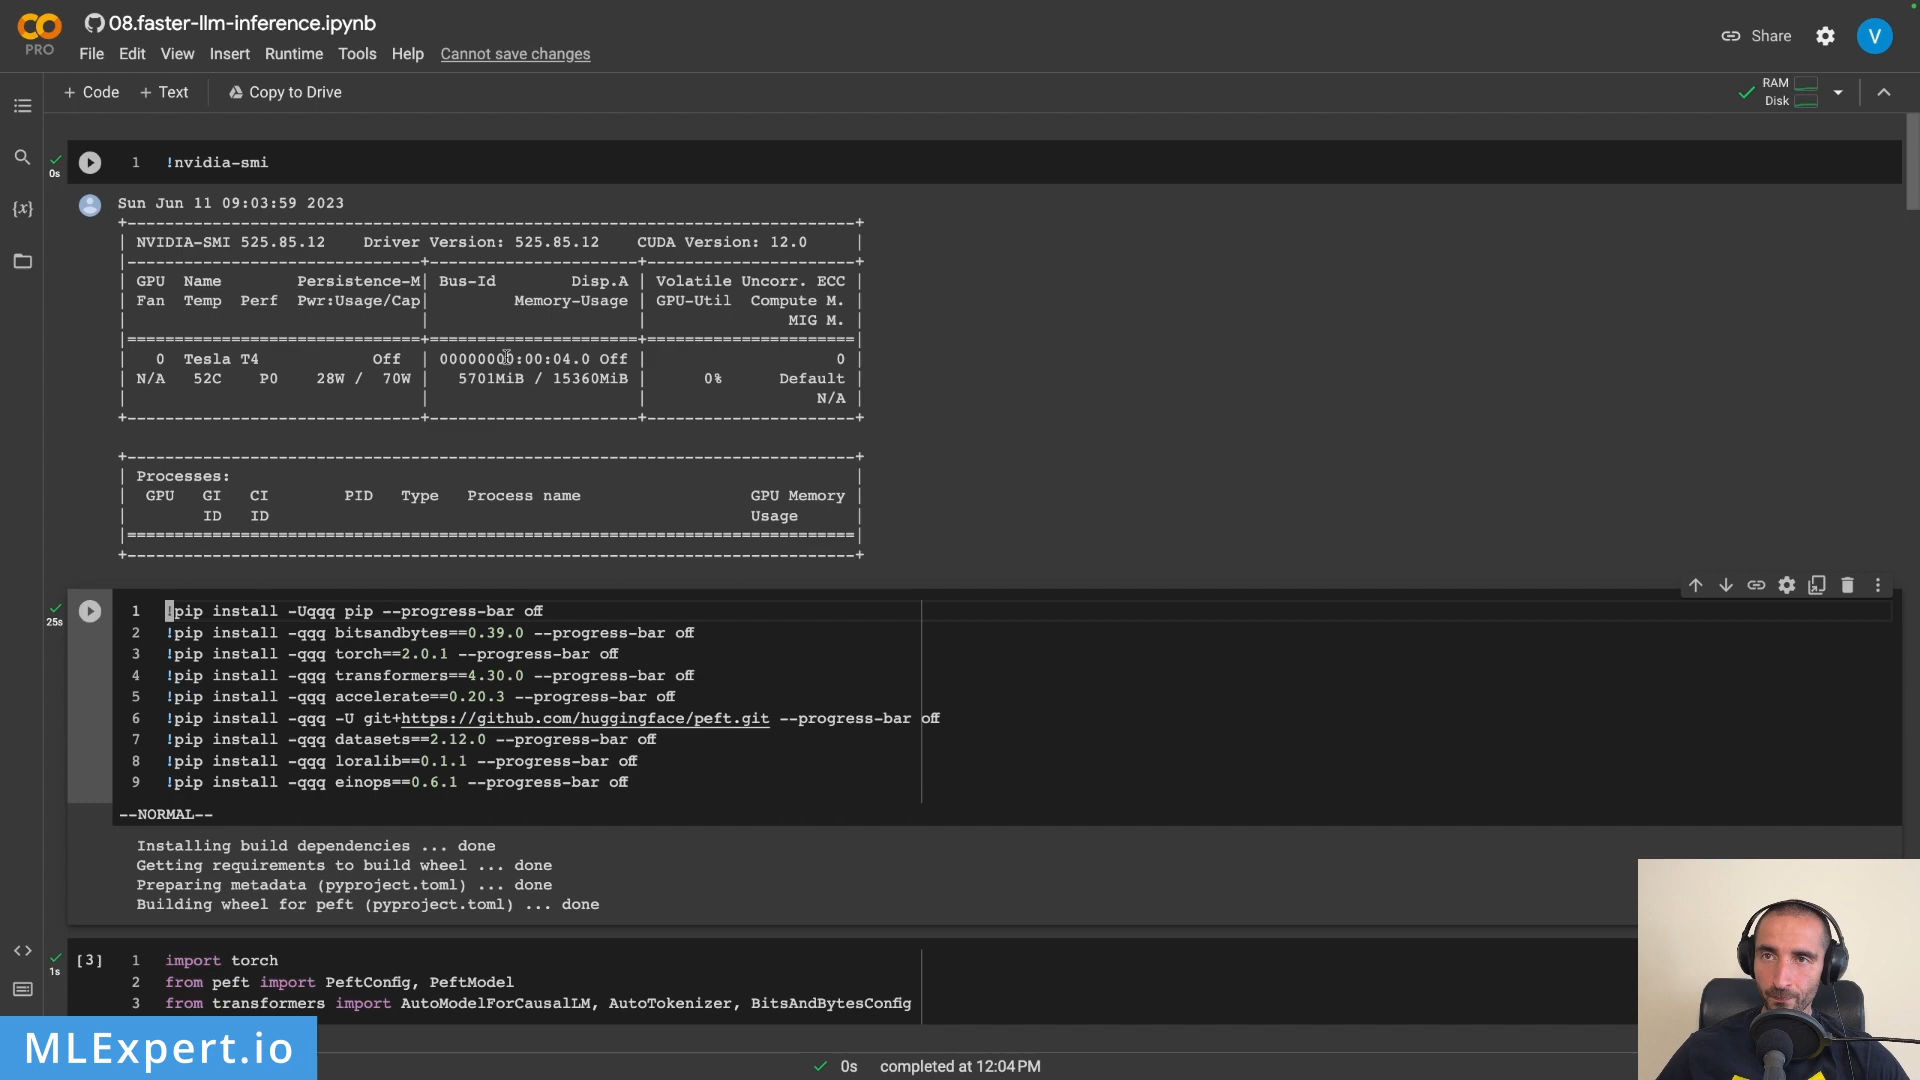 08.faster-llm-inference.ipynb
PRO
File Edit View Insert Runtime Tools Help Cannot save changes
Share
V
+ Code + Text Copy to Drive
RAM
Disk
0s
1 !nvidia-smi
{x}
Sun Jun 11 09:03:59 2023
+-----------------------------------------------------------------------------+
| NVIDIA-SMI 525.85.12    Driver Version: 525.85.12    CUDA Version: 12.0     |
|-------------------------------+----------------------+----------------------+
| GPU  Name        Persistence-M| Bus-Id        Disp.A | Volatile Uncorr. ECC |
| Fan  Temp  Perf  Pwr:Usage/Cap|         Memory-Usage | GPU-Util  Compute M. |
|                               |                      |               MIG M. |
|===============================+======================+======================|
|   0  Tesla T4            Off  | 00000000:00:04.0 Off |                    0 |
| N/A   52C    P0    28W /  70W |   5701MiB / 15360MiB |      0%      Default |
|                               |                      |                  N/A |
+-------------------------------+----------------------+----------------------+
+-----------------------------------------------------------------------------+
| Processes:                                                                  |
|  GPU   GI   CI        PID   Type   Process name                  GPU Memory |
|        ID   ID                                                   Usage      |
|=============================================================================|
+-----------------------------------------------------------------------------+
25s
1 !pip install -Uqqq pip --progress-bar off
2 !pip install -qqq bitsandbytes==0.39.0 --progress-bar off
3 !pip install -qqq torch==2.0.1 --progress-bar off
4 !pip install -qqq transformers==4.30.0 --progress-bar off
5 !pip install -qqq accelerate==0.20.3 --progress-bar off
6 !pip install -qqq -U git+https://github.com/huggingface/peft.git --progress-bar off
7 !pip install -qqq datasets==2.12.0 --progress-bar off
8 !pip install -qqq loralib==0.1.1 --progress-bar off
9 !pip install -qqq einops==0.6.1 --progress-bar off
--NORMAL--
Installing build dependencies ... done
Getting requirements to build wheel ... done
Preparing metadata (pyproject.toml) ... done
Building wheel for peft (pyproject.toml) ... done
1s
[3] 1 import torch
2 from peft import PeftConfig, PeftModel
3 from transformers import AutoModelForCausalLM, AutoTokenizer, BitsAndBytesConfig
MLExpert.io
0s completed at 12:04 PM